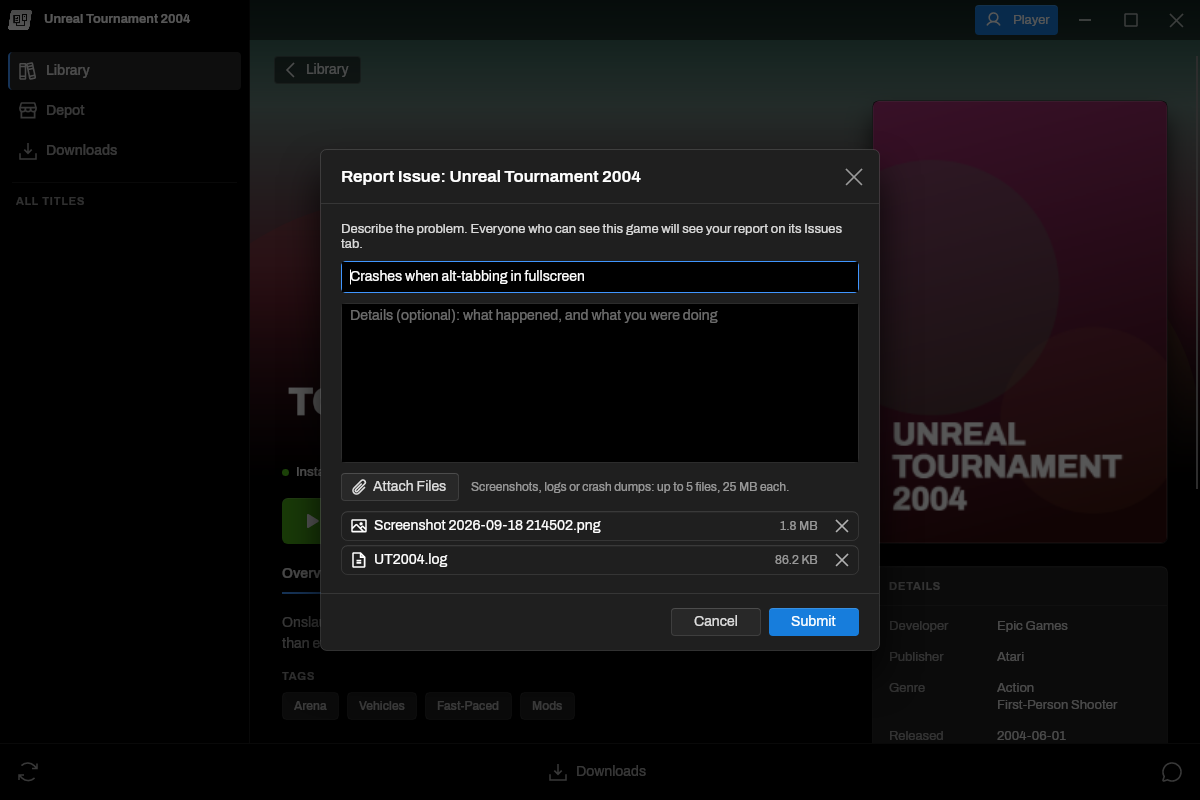 Unreal Tournament 2004
Player
Library
Depot
Downloads
ALL TITLES
Library
Report Issue: Unreal Tournament 2004
Describe the problem. Everyone who can see this game will see your report on its Issues
tab.
Crashes when alt-tabbing in fullscreen
Details (optional): what happened, and what you were doing
Attach Files
Screenshots, logs or crash dumps: up to 5 files, 25 MB each.
Screenshot 2026-09-18 214502.png
1.8 MB
UT2004.log
86.2 KB
Cancel
Submit
UNREAL
TOURNAMENT
2004
TAGS
Arena
Vehicles
Fast-Paced
Mods
DETAILS
Developer
Epic Games
Publisher
Atari
Genre
Action
First-Person Shooter
Released
2004-06-01
Downloads